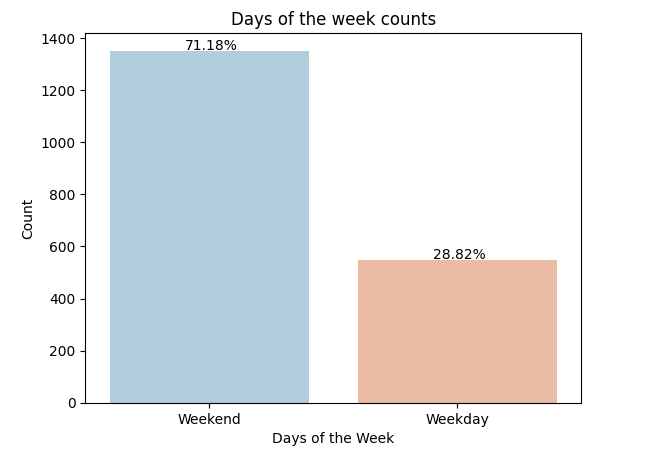 Days of the week counts
1400
1200
1000
800
600
400
200
0
Count
71.18%
28.82%
Weekend
Weekday
Days of the Week